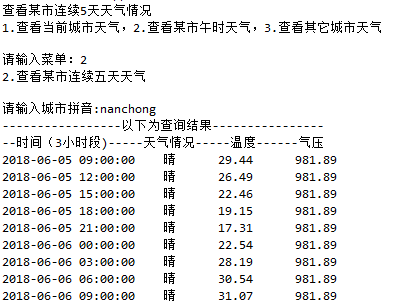 查看某市连续5天天气情况
1.查看当前城市天气，2.查看某市午时天气，3.查看其它城市天气
请输入菜单：2
2.查看某市连续五天天气
请输入城市拼音:nanchong
-----------------以下为查询结果----------------
--时间（3小时段)-----天气情况-----温度------气压
2018-06-05 09:00:00 晴 29.44 981.89
2018-06-05 12:00:00 晴 26.49 981.89
2018-06-05 15:00:00 晴 22.46 981.89
2018-06-05 18:00:00 晴 19.15 981.89
2018-06-05 21:00:00 晴 17.31 981.89
2018-06-06 00:00:00 晴 22.54 981.89
2018-06-06 03:00:00 晴 28.19 981.89
2018-06-06 06:00:00 晴 30.54 981.89
2018-06-06 09:00:00 晴 31.07 981.89